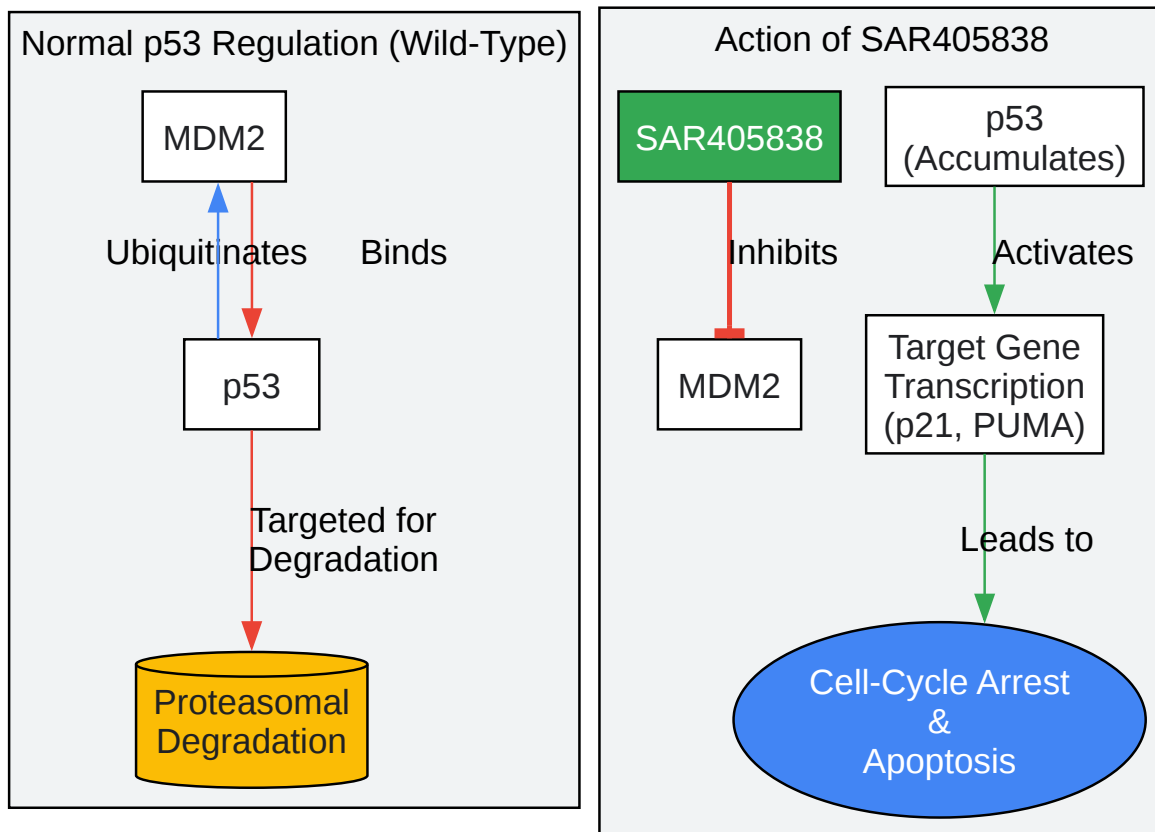 Normal p53 Regulation (Wild-Type)
MDM2
Ubiquitinates
Binds
p53
Targeted for
Degradation
Proteasomal
Degradation
Action of SAR405838
SAR405838
Inhibits
MDM2
p53
(Accumulates)
Activates
Target Gene
Transcription
(p21, PUMA)
Leads to
Cell-Cycle Arrest
&
Apoptosis